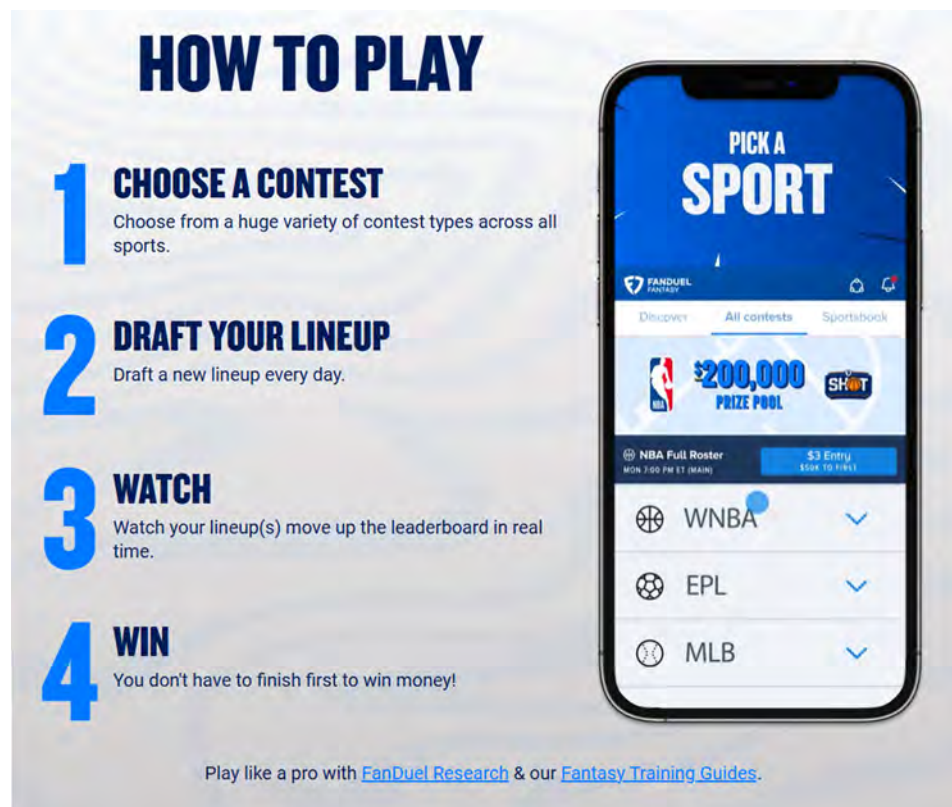 HOW TO PLAY
1
CHOOSE A CONTEST
Choose from a huge variety of contest types across all
sports.
2
DRAFT YOUR LINEUP
Draft a new lineup every day.
3
WATCH
Watch your lineup(s) move up the leaderboard in real
time.
4
WIN
You don't have to finish first to win money!
PICK A
SPORT
FANDUEL
FANTASY
Discover All contests Sportsbook
NBA
$200,000
PRIZE POOL
SHOT
NBA Full Roster
MON 7:00 PM ET (MAIN)
$3 Entry
$50K TO FIRST
WNBA
EPL
MLB
Play like a pro with FanDuel Research & our Fantasy Training Guides.